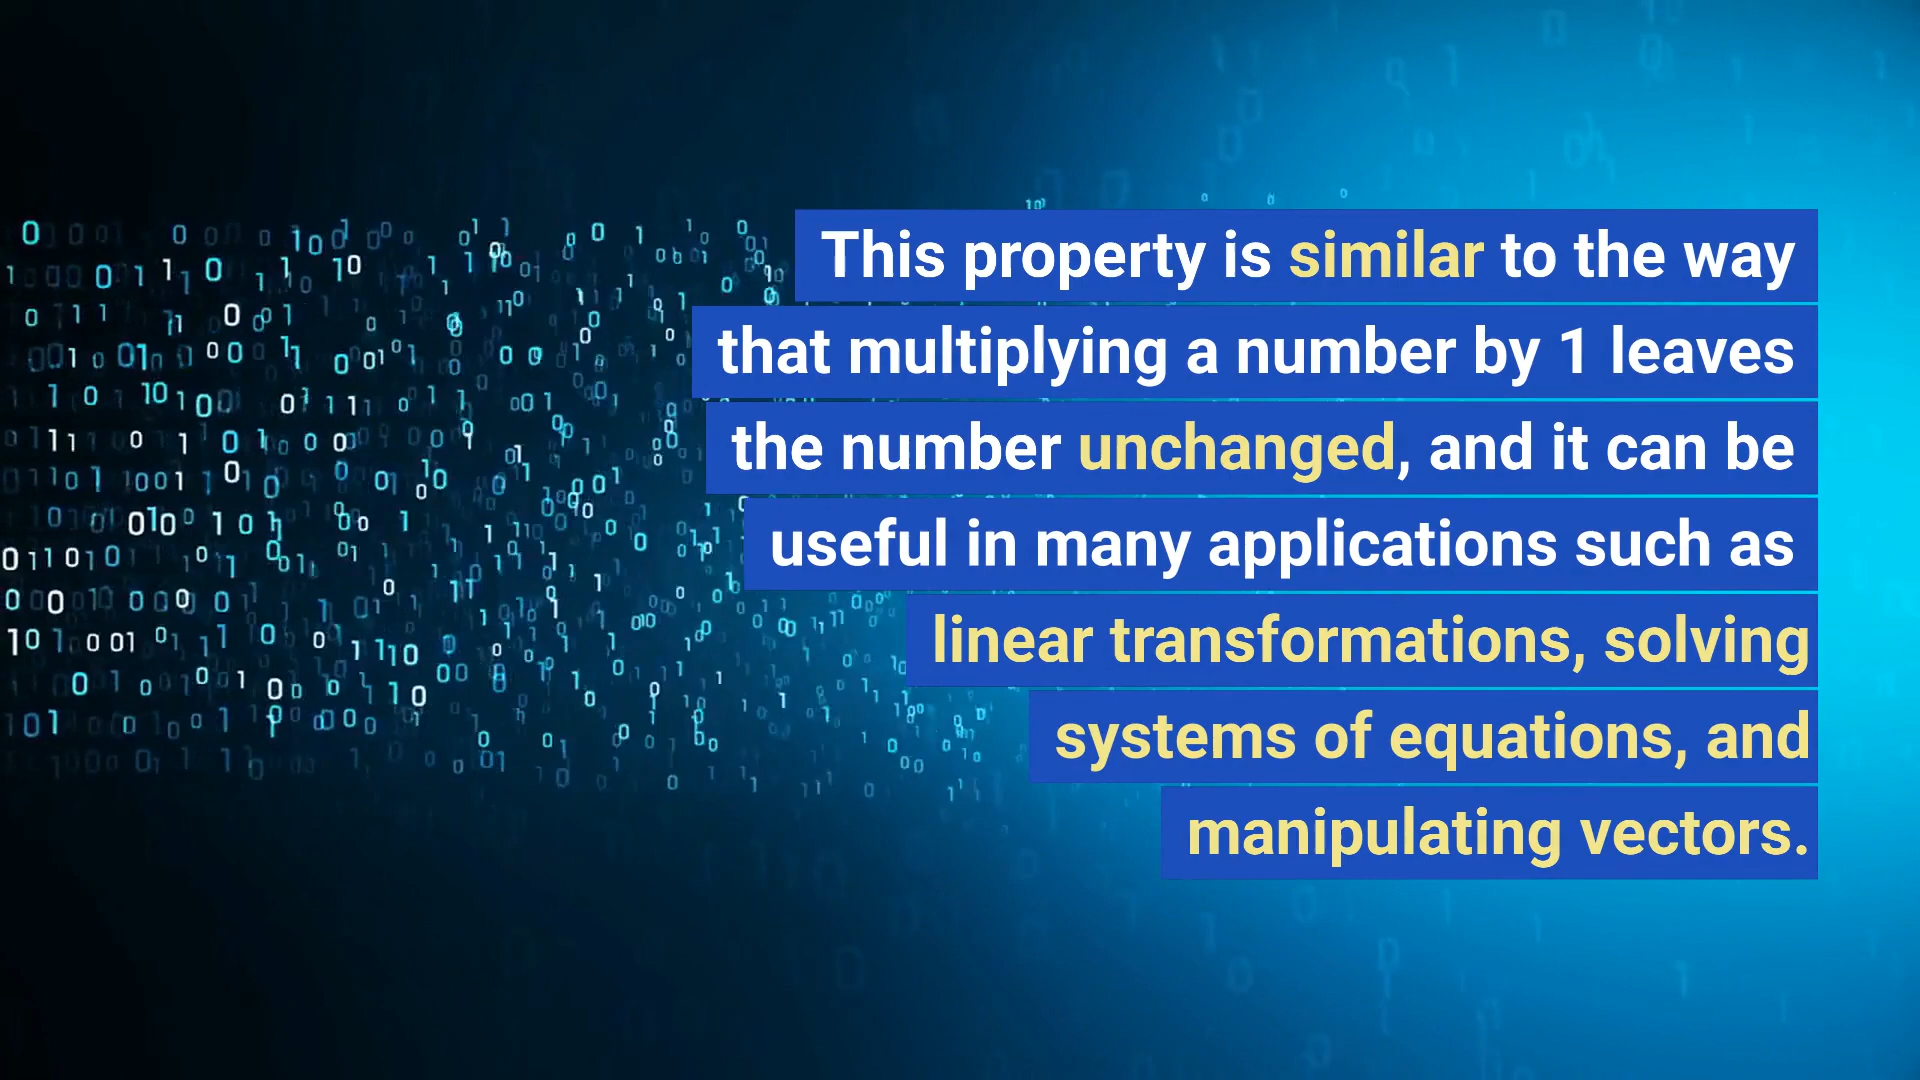 This property is similar to the way
that multiplying a number by 1 leaves
the number unchanged, and it can be
useful in many applications such as
linear transformations, solving
systems of equations, and
manipulating vectors.